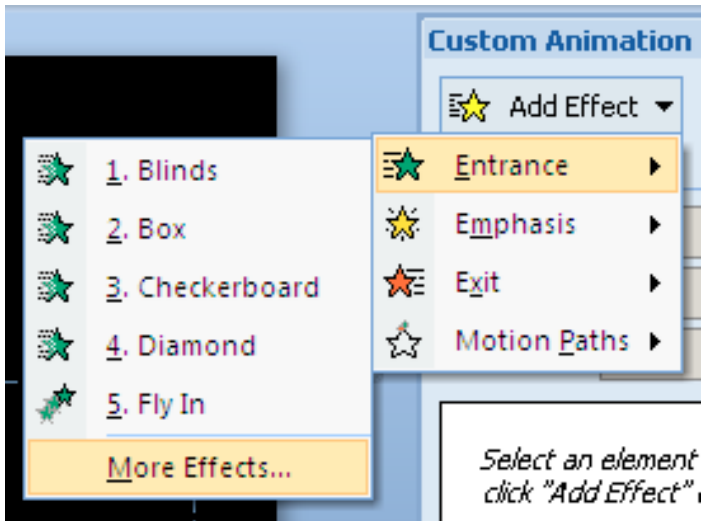 Custom Animation
Add Effect
Entrance
Emphasis
Exit
Motion Paths
1. Blinds
2. Box
3. Checkerboard
4. Diamond
5. Fly In
More Effects...
Select an element
click "Add Effect"